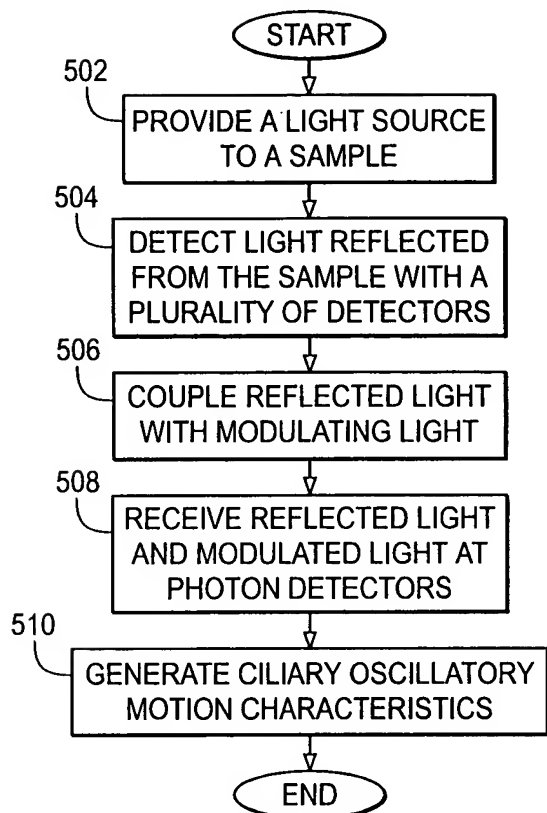 START
502
PROVIDE A LIGHT SOURCE
TO A SAMPLE
504
DETECT LIGHT REFLECTED
FROM THE SAMPLE WITH A
PLURALITY OF DETECTORS
506
COUPLE REFLECTED LIGHT
WITH MODULATING LIGHT
508
RECEIVE REFLECTED LIGHT
AND MODULATED LIGHT AT
PHOTON DETECTORS
510
GENERATE CILIARY OSCILLATORY
MOTION CHARACTERISTICS
END